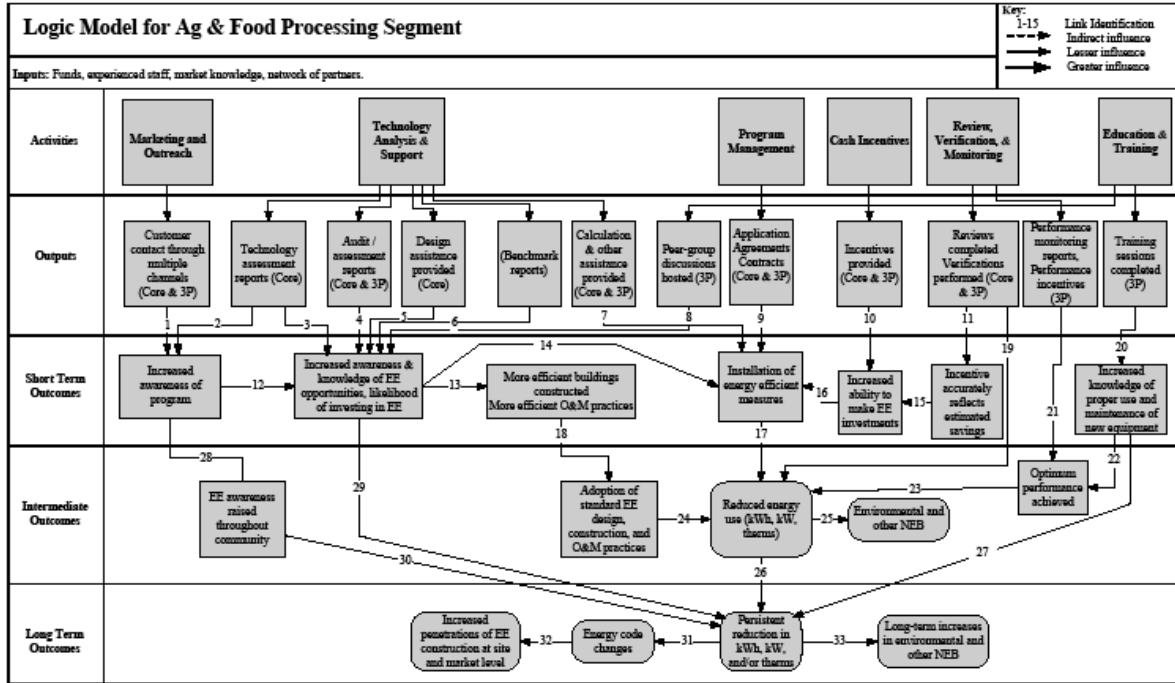 Logic Model for Ag & Food Processing Segment
Key:
1-15 Link Identification
Indirect influence
Lesser influence
Greater influence
Inputs: Funds, experienced staff, market knowledge, network of partners.
Activities
Marketing and
Outreach
Technology
Analysis &
Support
Program
Management
Cash Incentives
Review,
Verification, &
Monitoring
Education &
Training
Outputs
Customer
contact through
multiple
channels
(Core & 3P)
Technology
assessment
reports (Core)
Audit /
assessment
reports
(Core & 3P)
Design
assistance
provided
(Core)
(Benchmark
reports)
Calculation
& other
assistance
provided
(Core & 3P)
Peer-group
discussions
hosted (3P)
Application
Agreements
Contracts
(Core & 3P)
Incentives
provided
(Core & 3P)
Reviews
completed
Verifications
performed (Core
& 3P)
Performance
monitoring
reports,
Performance
incentives
(3P)
Training
sessions
completed
(3P)
1
2
3
4
5
6
7
8
9
10
11
19
20
Short Term
Outcomes
Increased
awareness of
program
12
Increased awareness &
knowledge of EE
opportunities, likelihood
of investing in EE
14
13
More efficient buildings
constructed
More efficient O&M practices
Installation of
energy efficient
measures
16
Increased
ability to
make EE
investments
15
Incentive
accurately
reflects
estimated
savings
21
Increased
knowledge of
proper use and
maintenance of
new equipment
18
17
22
Intermediate
Outcomes
28
EE awareness
raised
throughout
community
29
Adoption of
standard EE
design,
construction, and
O&M practices
24
Reduced energy
use (kWh, kW,
therms)
25
Environmental and
other NEB
23
Optimum
performance
achieved
27
30
26
Long Term
Outcomes
Increased
penetrations of EE
construction at site
and market level
32
Energy code
changes
31
Persistent
reduction in
kWh, kW,
and/or therms
33
Long-term increases
in environmental and
other NEB